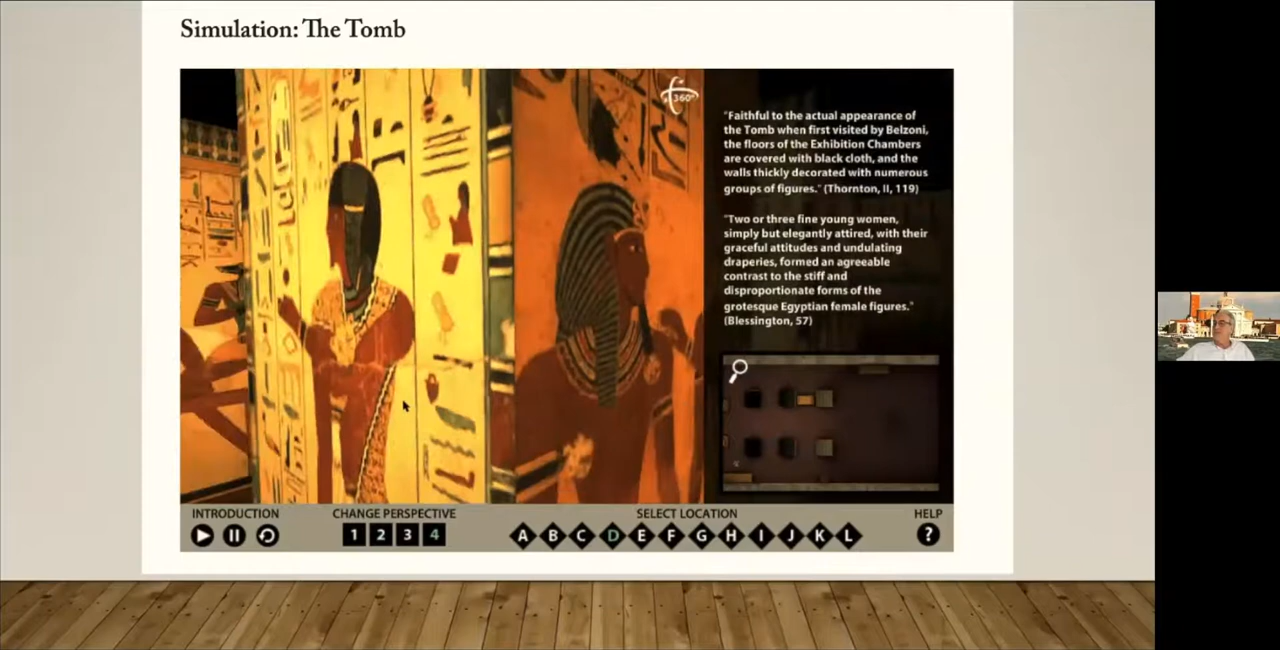 Simulation: The Tomb
360°
"Faithful to the actual appearance of
the Tomb when first visited by Belzoni,
the floors of the Exhibition Chambers
are covered with black cloth, and the
walls thickly decorated with numerous
groups of figures." (Thornton, II, 119)
"Two or three fine young women,
simply but elegantly attired, with their
graceful attitudes and undulating
draperies, formed an agreeable
contrast to the stiff and
disproportionate forms of the
grotesque Egyptian female figures."
(Blessington, 57)
INTRODUCTION
CHANGE PERSPECTIVE
1 2 3 4
SELECT LOCATION
A B C D E F G H I J K L
HELP
?